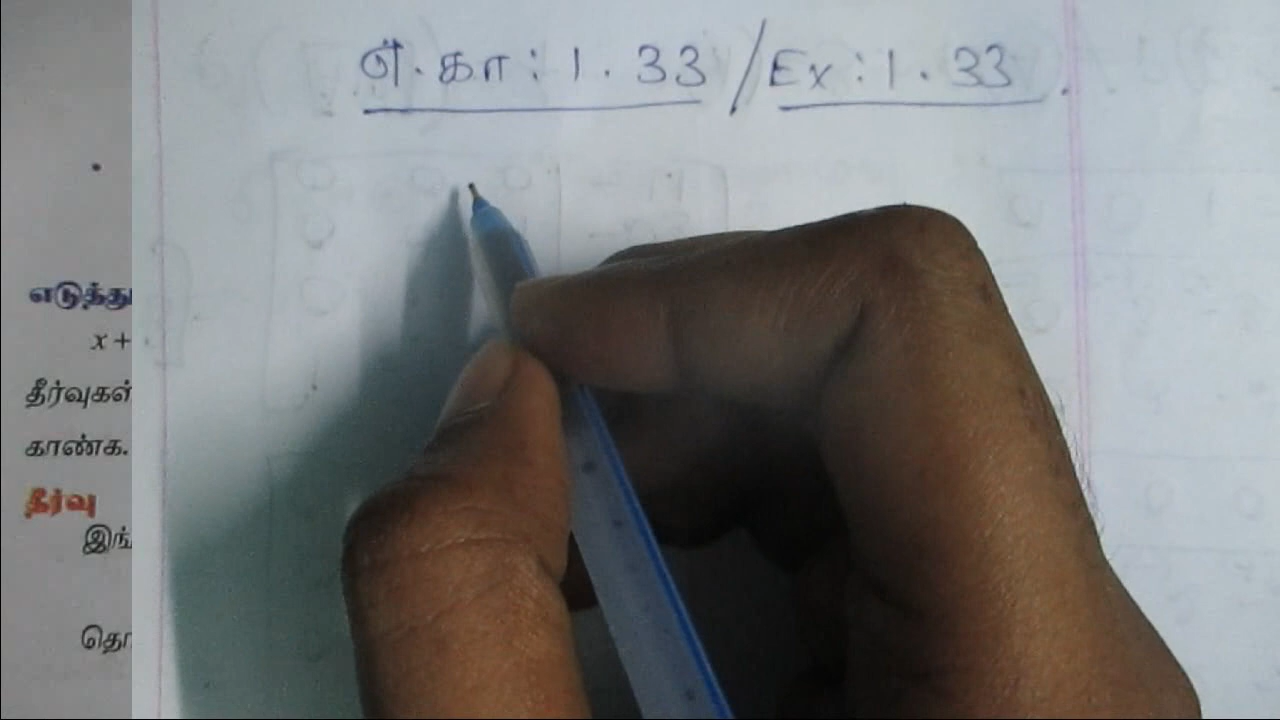 எ.கா : 1.33 / Ex : 1.33
எடுத்து
x +
தீர்வுகள்
காண்க.
தீர்வு
இங்
தொ